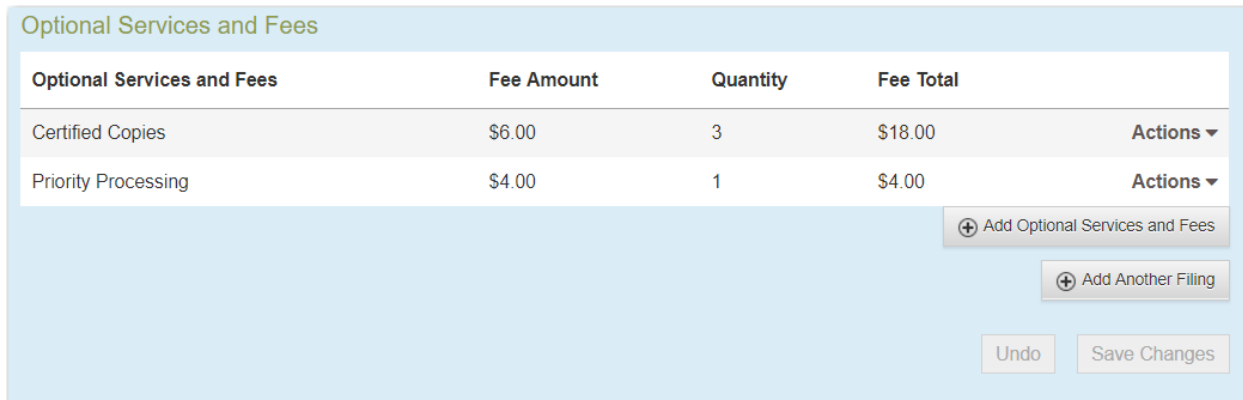 Optional Services and Fees
Optional Services and Fees Fee Amount Quantity Fee Total
Certified Copies $6.00 3 $18.00 Actions
Priority Processing $4.00 1 $4.00 Actions
Add Optional Services and Fees
Add Another Filing
Undo Save Changes